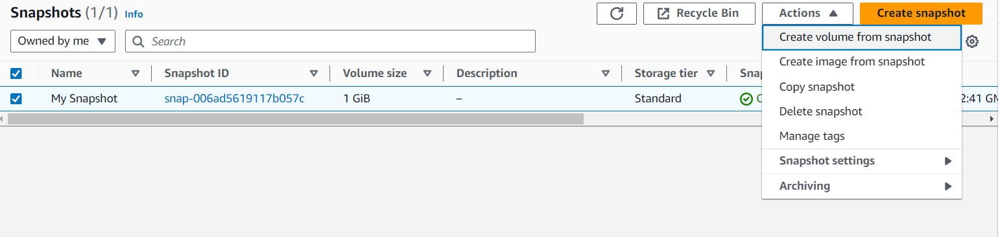 Snapshots (1/1) Info Recycle Bin Actions Create snapshot
Owned by me Search
Create volume from snapshot
Create image from snapshot
Name Snapshot ID Volume size Description Storage tier
Copy snapshot
My Snapshot snap-006ad5619117b057c 1 GiB – Standard 2:41
Delete snapshot
Manage tags
Snapshot settings
Archiving